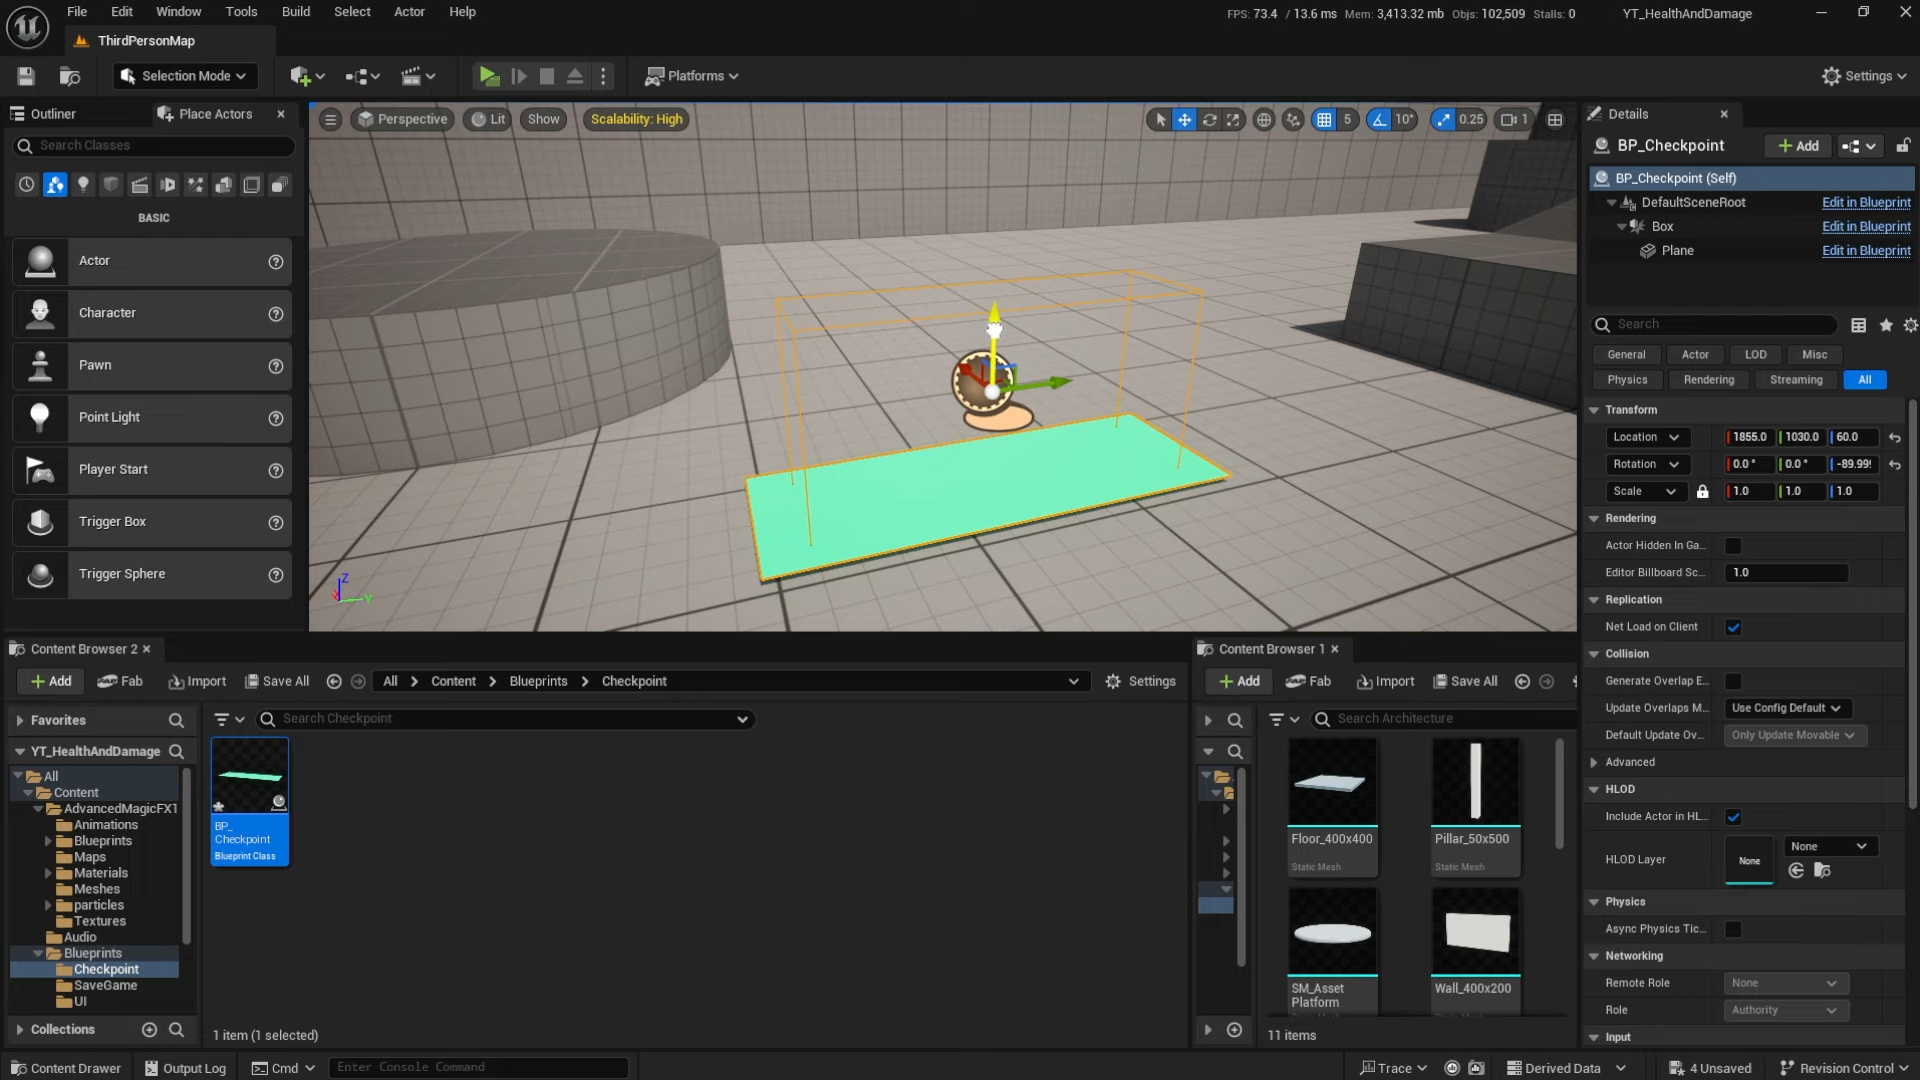 File Edit Window Tools Build Select Actor Help
FPS: 73.4 / 13.6 ms Mem: 3,413.32 mb Objs: 102,509 Stalls: 0
YT_HealthAndDamage
ThirdPersonMap
Selection Mode
Platforms
Settings
Outliner
Place Actors
Search Classes
BASIC
Actor
Character
Pawn
Point Light
Player Start
Trigger Box
Trigger Sphere
Perspective
Lit
Show
Scalability: High
5
10°
0.25
1
Z
Y
Details
BP_Checkpoint
Add
BP_Checkpoint (Self)
DefaultSceneRoot Edit in Blueprint
Box Edit in Blueprint
Plane Edit in Blueprint
Search
General Actor LOD Misc
Physics Rendering Streaming All
Transform
Location 1855.0 1030.0 60.0
Rotation 0.0 ° 0.0 ° -89.99
Scale 1.0 1.0 1.0
Rendering
Actor Hidden In Ga...
Editor Billboard Sc... 1.0
Replication
Net Load on Client
Collision
Generate Overlap E...
Update Overlaps M... Use Config Default
Default Update Ov... Only Update Movable
Advanced
HLOD
Include Actor in HL...
HLOD Layer None None
Physics
Async Physics Tic...
Networking
Remote Role None
Role Authority
Input
Content Browser 2
Add Fab Import Save All All Content Blueprints Checkpoint Settings
Favorites
Search Checkpoint
YT_HealthAndDamage
All
Content
AdvancedMagicFX1
Animations
Blueprints
Maps
Materials
Meshes
particles
Textures
Audio
Blueprints
Checkpoint
SaveGame
UI
Collections
BP_
Checkpoint
Blueprint Class
1 item (1 selected)
Content Browser 1
Add Fab Import Save All
Search Architecture
Floor_400x400
Static Mesh
Pillar_50x500
Static Mesh
SM_Asset
Platform
Wall_400x200
11 items
Content Drawer
Output Log
Cmd
Enter Console Command
Trace
Derived Data
4 Unsaved
Revision Control